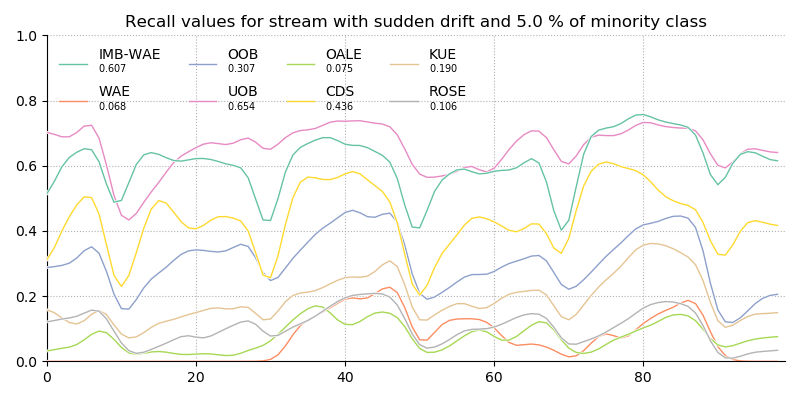 Recall values for stream with sudden drift and 5.0 % of minority class
1.0
IMB-WAE OOB OALE KUE
0.607 0.307 0.075 0.190
WAE UOB CDS ROSE
0.068 0.654 0.436 0.106
0.8
0.6
0.4
0.2
0.0
0 20 40 60 80